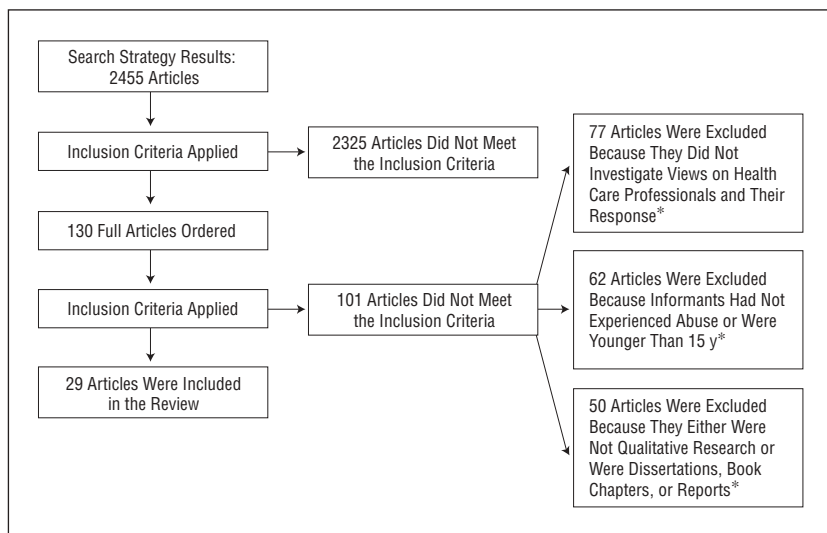 Search Strategy Results:
2455 Articles
Inclusion Criteria Applied
2325 Articles Did Not Meet
the Inclusion Criteria
130 Full Articles Ordered
Inclusion Criteria Applied
101 Articles Did Not Meet
the Inclusion Criteria
29 Articles Were Included
in the Review
77 Articles Were Excluded
Because They Did Not
Investigate Views on Health
Care Professionals and Their
Response*
62 Articles Were Excluded
Because Informants Had Not
Experienced Abuse or Were
Younger Than 15 y*
50 Articles Were Excluded
Because They Either Were
Not Qualitative Research or
Were Dissertations, Book
Chapters, or Reports*